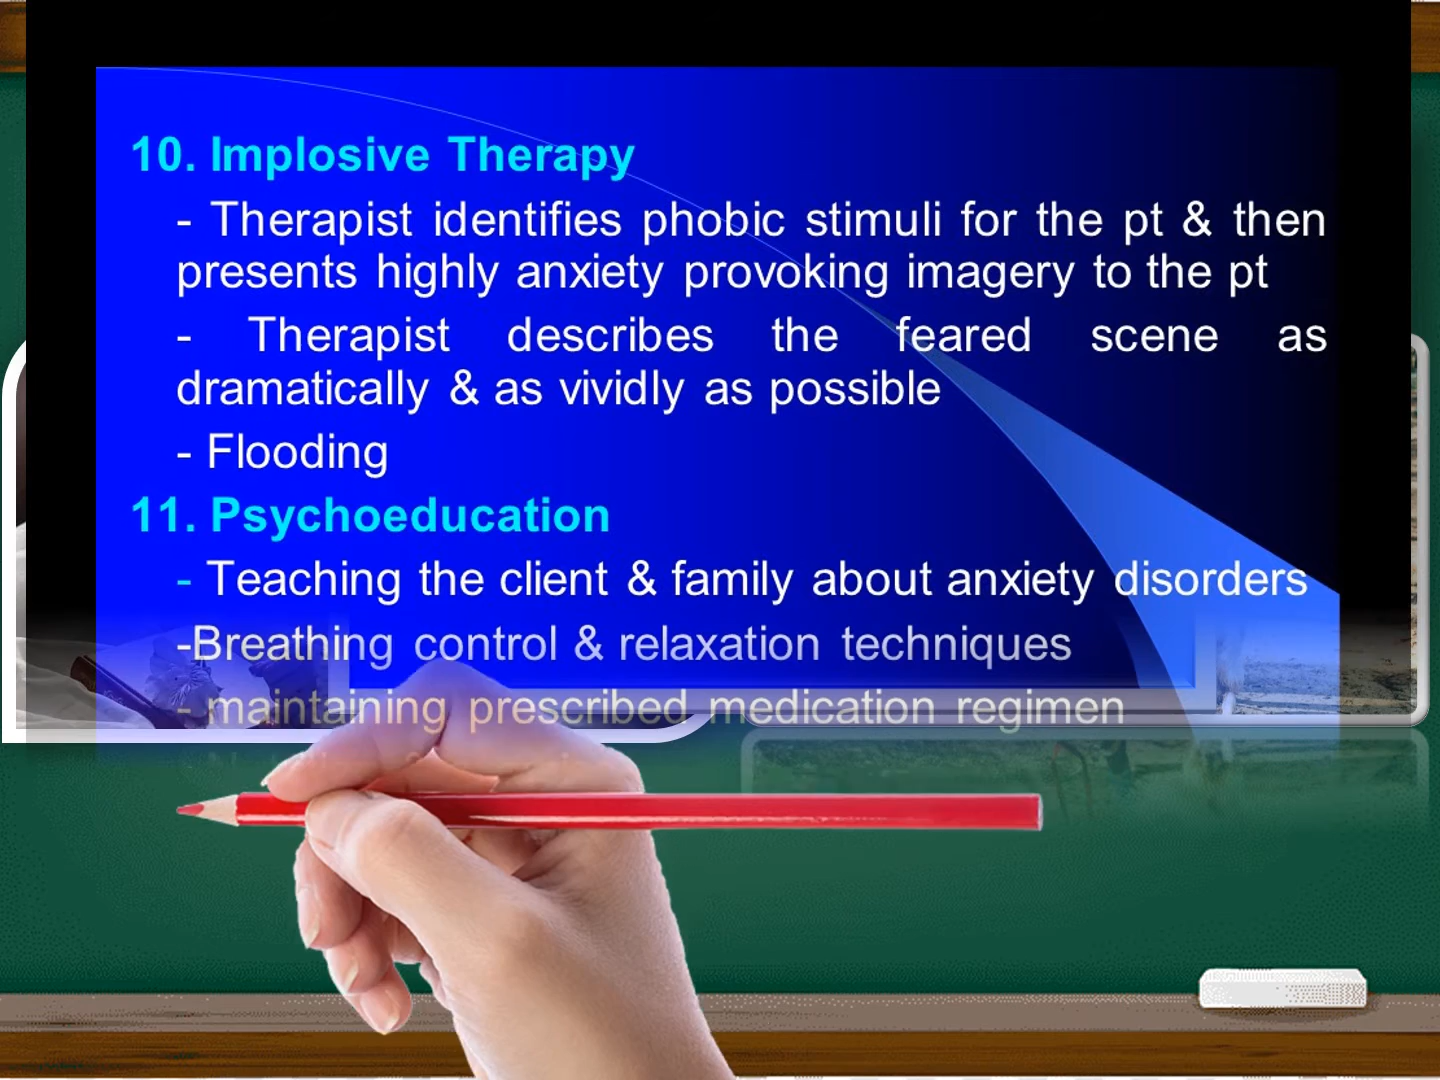 10. Implosive Therapy
- Therapist identifies phobic stimuli for the pt & then
presents highly anxiety provoking imagery to the pt
- Therapist describes the feared scene as
dramatically & as vividly as possible
- Flooding
11. Psychoeducation
- Teaching the client & family about anxiety disorders
-Breathing control & relaxation techniques
- maintaining prescribed medication regimen